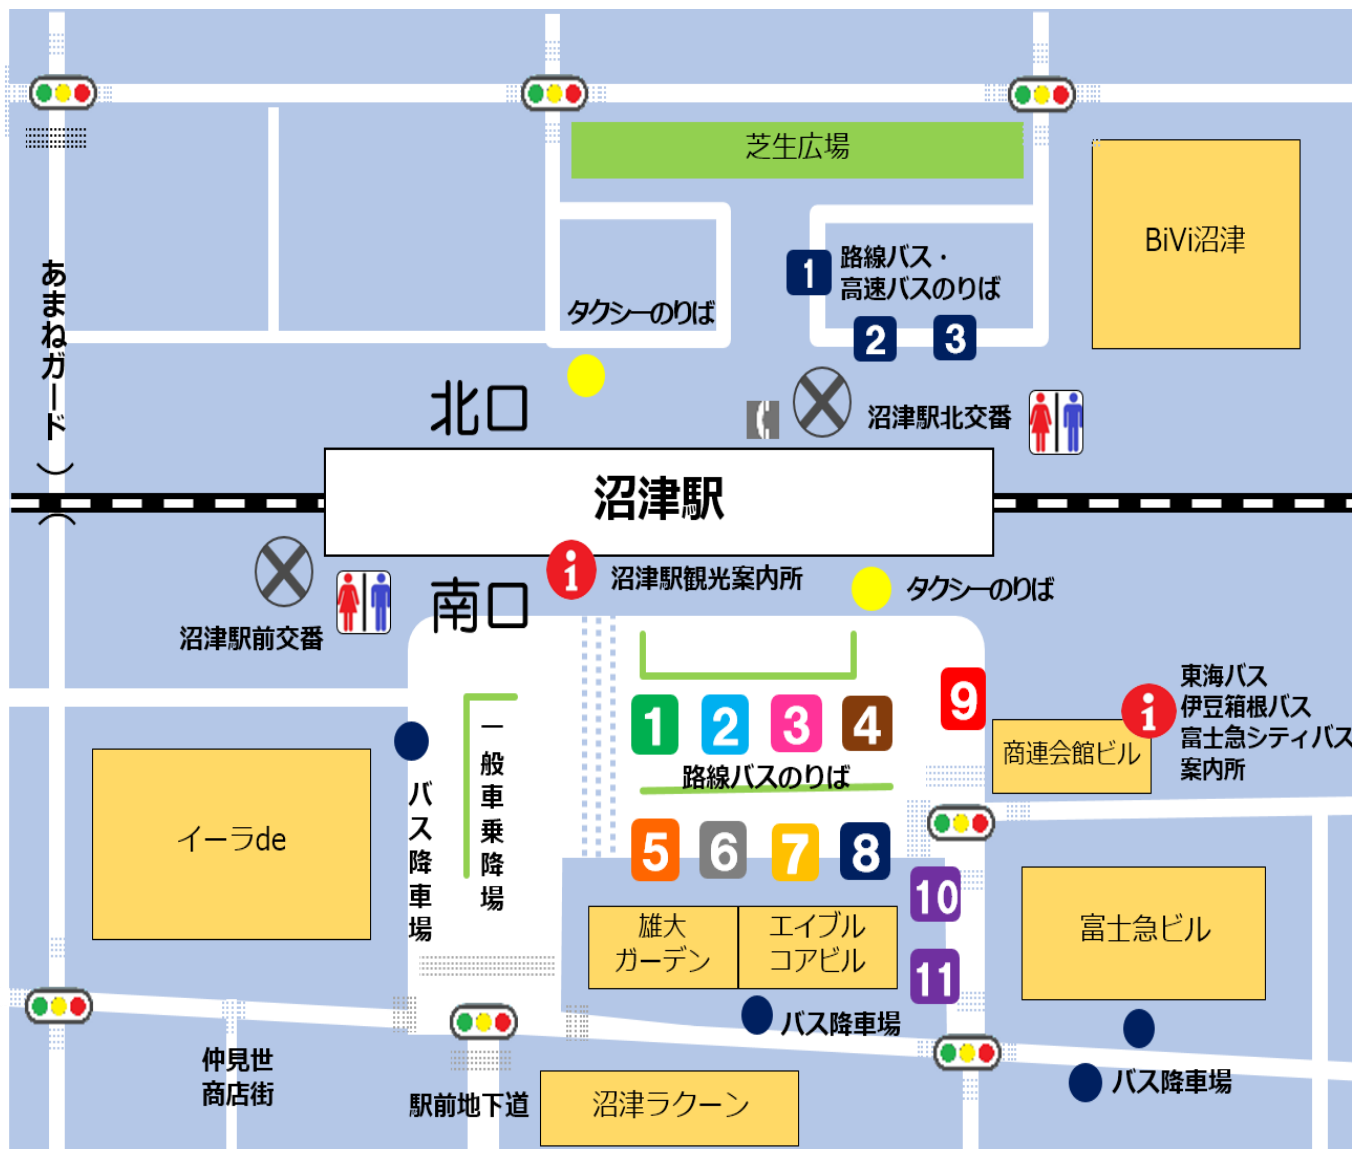 芝生広場
BiVi沼津
1
路線バス・
高速バスのりば
2
3
タクシーのりば
あまねガード
北口
沼津駅北交番
沼津駅
i
沼津駅観光案内所
タクシーのりば
南口
沼津駅前交番
1
2
3
4
9
路線バスのりば
i
東海バス
伊豆箱根バス
富士急シティバス
案内所
商連会館ビル
一般車乗降場
バス降車場
イーラde
5
6
7
8
10
11
雄大
ガーデン
エイブル
コアビル
富士急ビル
バス降車場
バス降車場
仲見世
商店街
駅前地下道
沼津ラクーン